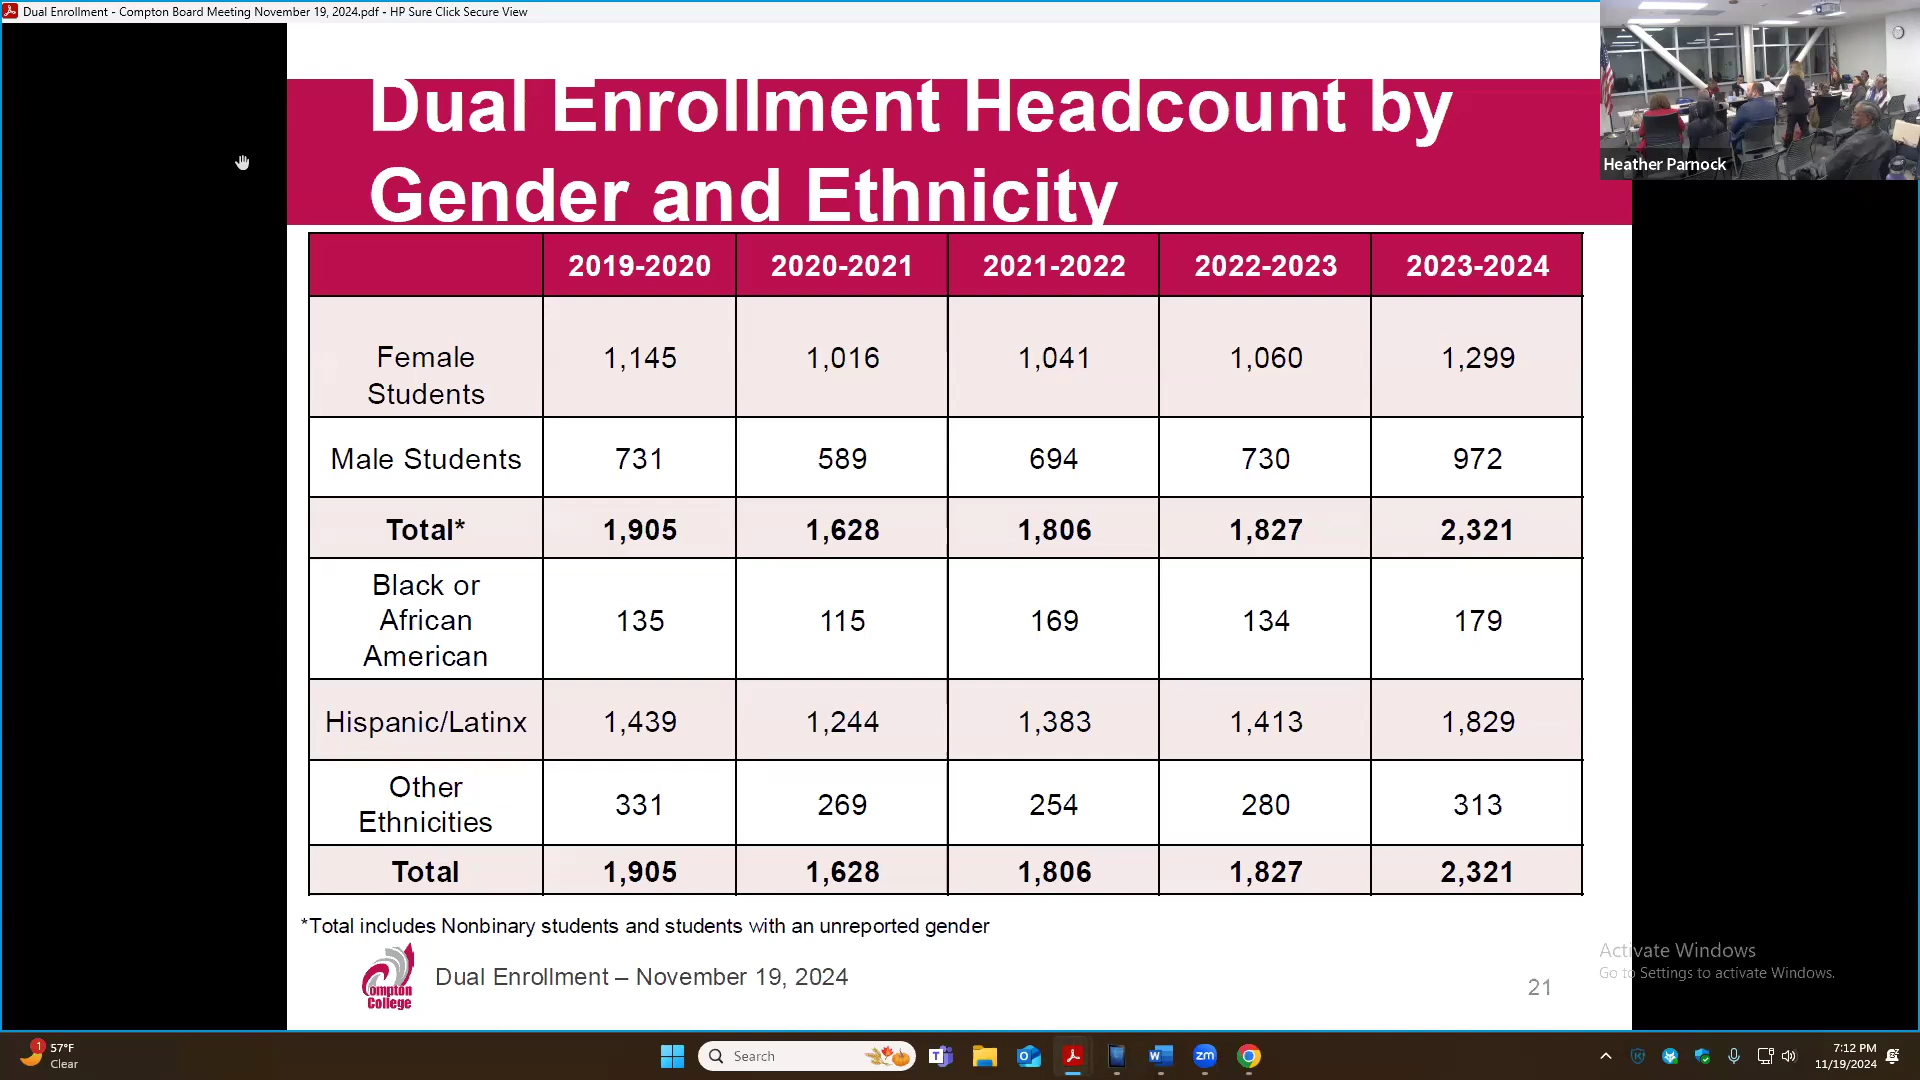 Dual Enrollment - Compton Board Meeting November 19, 2024.pdf - HP Sure Click Secure View
Heather Parnock
Dual Enrollment Headcount by
Gender and Ethnicity
2019-2020 2020-2021 2021-2022 2022-2023 2023-2024
Female
Students 1,145 1,016 1,041 1,060 1,299
Male Students 731 589 694 730 972
Total* 1,905 1,628 1,806 1,827 2,321
Black or
African
American 135 115 169 134 179
Hispanic/Latinx 1,439 1,244 1,383 1,413 1,829
Other
Ethnicities 331 269 254 280 313
Total 1,905 1,628 1,806 1,827 2,321
*Total includes Nonbinary students and students with an unreported gender
Compton
College
Dual Enrollment – November 19, 2024
21
Activate Windows
Go to Settings to activate Windows.
1
57°F
Clear
Search
zm
7:12 PM
11/19/2024